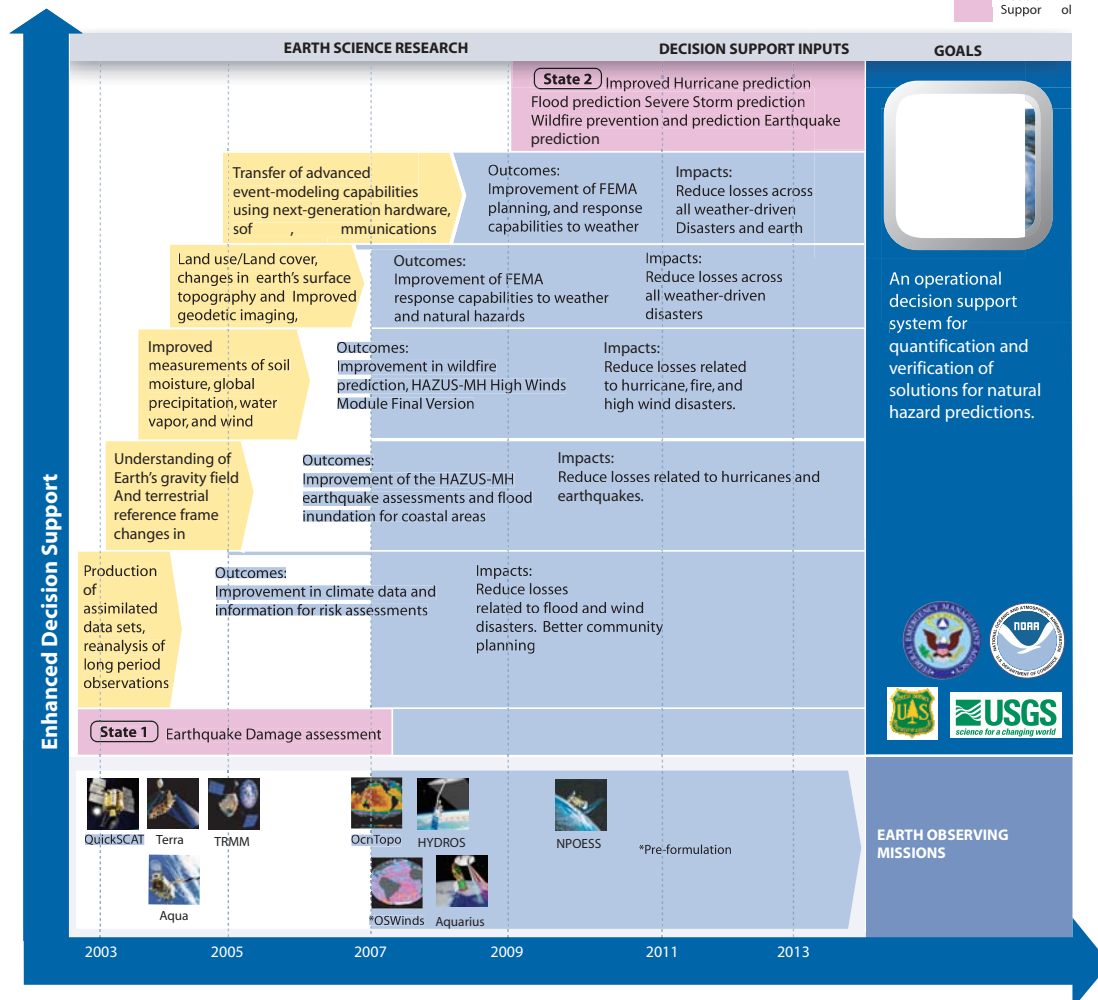 Suppor ol
EARTH SCIENCE RESEARCH
DECISION SUPPORT INPUTS
GOALS
State 2 Improved Hurricane prediction
Flood prediction Severe Storm prediction
Wildfire prevention and prediction Earthquake
prediction
Transfer of advanced
event-modeling capabilities
using next-generation hardware,
sof , mmunications
Outcomes:
Improvement of FEMA
planning, and response
capabilities to weather
Impacts:
Reduce losses across
all weather-driven
Disasters and earth
Land use/Land cover,
changes in earth's surface
topography and Improved
geodetic imaging,
Outcomes:
Improvement of FEMA
response capabilities to weather
and natural hazards
Impacts:
Reduce losses across
all weather-driven
disasters
An operational
decision support
system for
quantification and
verification of
solutions for natural
hazard predictions.
Improved
measurements of soil
moisture, global
precipitation, water
vapor, and wind
Outcomes:
Improvement in wildfire
prediction, HAZUS-MH High Winds
Module Final Version
Impacts:
Reduce losses related
to hurricane, fire, and
high wind disasters.
Understanding of
Earth's gravity field
And terrestrial
reference frame
changes in
Outcomes:
Improvement of the HAZUS-MH
earthquake assessments and flood
inundation for coastal areas
Impacts:
Reduce losses related to hurricanes and
earthquakes.
Production
of
assimilated
data sets,
reanalysis of
long period
observations
Outcomes:
Improvement in climate data and
information for risk assessments
Impacts:
Reduce losses
related to flood and wind
disasters. Better community
planning
Enhanced Decision Support
FEDERAL EMERGENCY MANAGEMENT AGENCY
NATIONAL OCEANIC AND ATMOSPHERIC ADMINISTRATION
NOAA
U.S. DEPARTMENT OF COMMERCE
U S
USGS
science for a changing world
State 1 Earthquake Damage assessment
QuickSCAT
Terra
TRMM
OcnTopo
HYDROS
NPOESS
*Pre-formulation
Aqua
*OSWinds
Aquarius
EARTH OBSERVING
MISSIONS
2003
2005
2007
2009
2011
2013